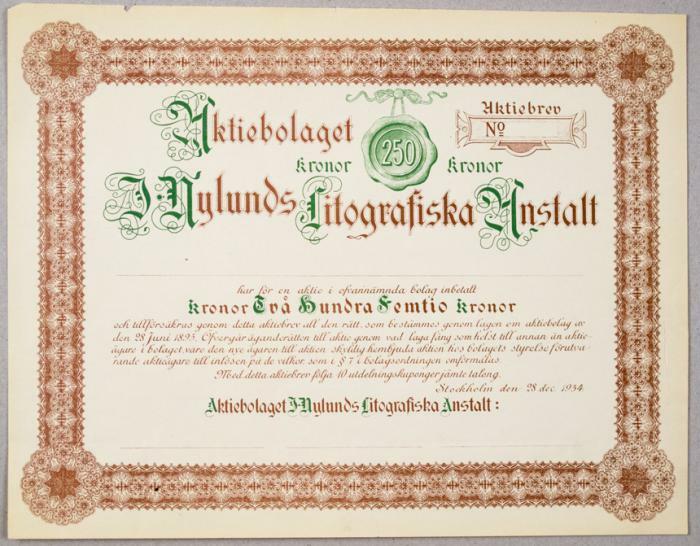 Aktiebolaget
250
Kronor Kronor
Aktiebrev
No
J. Nylunds Litografiska Anstalt
har för en aktie i ofvannämnda bolag inbetalt
Kronor Två Hundra Femtio Kronor
och tillförsäkras genom detta aktiebrev all den rätt, som bestämmes genom lagen om aktiebolag av
den 28 Juni 1895. Öfvergår äganderätten till aktie genom vad laga fång som helst till annan än aktie-
ägare i bolaget, vare den nye ägaren till aktien skyldig hembjuda aktien hos bolagets styrelse förutva-
rande aktieägare till inlösen på de velkor, som i § 7 i bolagsordningen omförmälas.
Med detta aktiebrev följa 10 utdelningskuponger jämte talong.
Stockholm den 28 dec. 1934.
Aktiebolaget J. Nylunds Litografiska Anstalt: